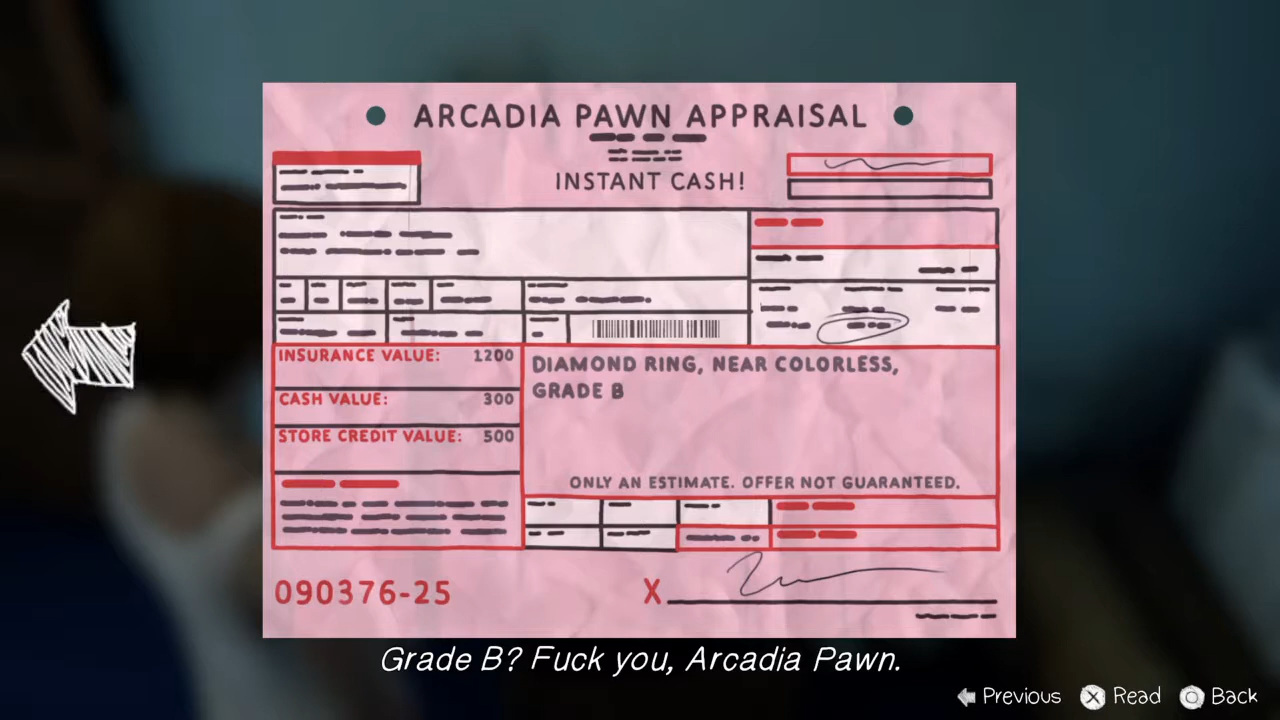 ARCADIA PAWN APPRAISAL
INSTANT CASH!
INSURANCE VALUE: 1200
CASH VALUE: 300
STORE CREDIT VALUE: 500
DIAMOND RING, NEAR COLORLESS,
GRADE B
ONLY AN ESTIMATE. OFFER NOT GUARANTEED.
090376-25
X
Grade B? Fuck you, Arcadia Pawn.
Previous X Read Back